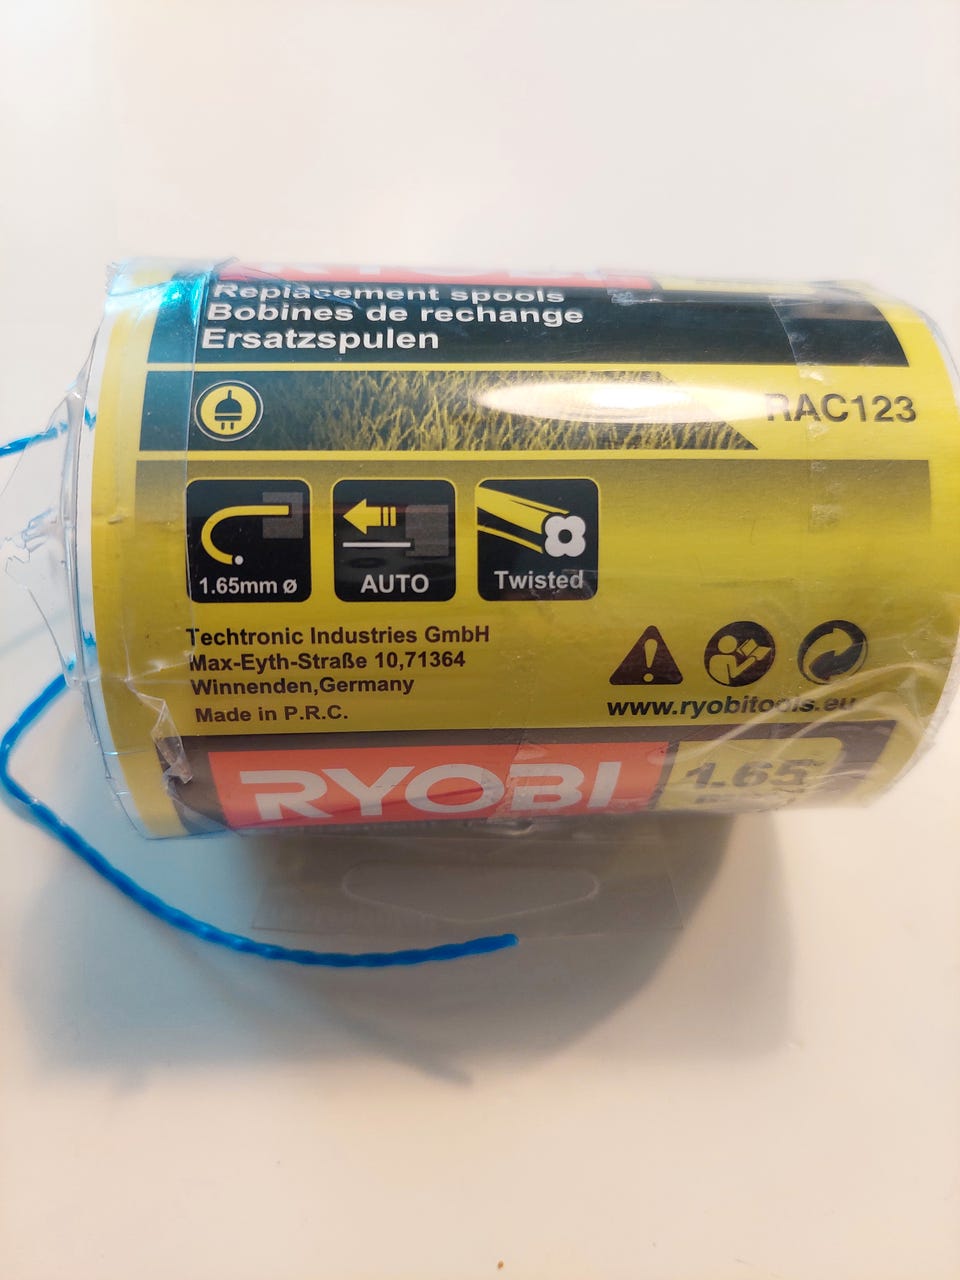 Replacement spools
Bobines de rechange
Ersatzspulen
RAC123
1.65mm ø
AUTO
Twisted
Techtronic Industries GmbH
Max-Eyth-Straße 10,71364
Winnenden,Germany
Made in P.R.C.
www.ryobitools.eu
RYOBI
1.65